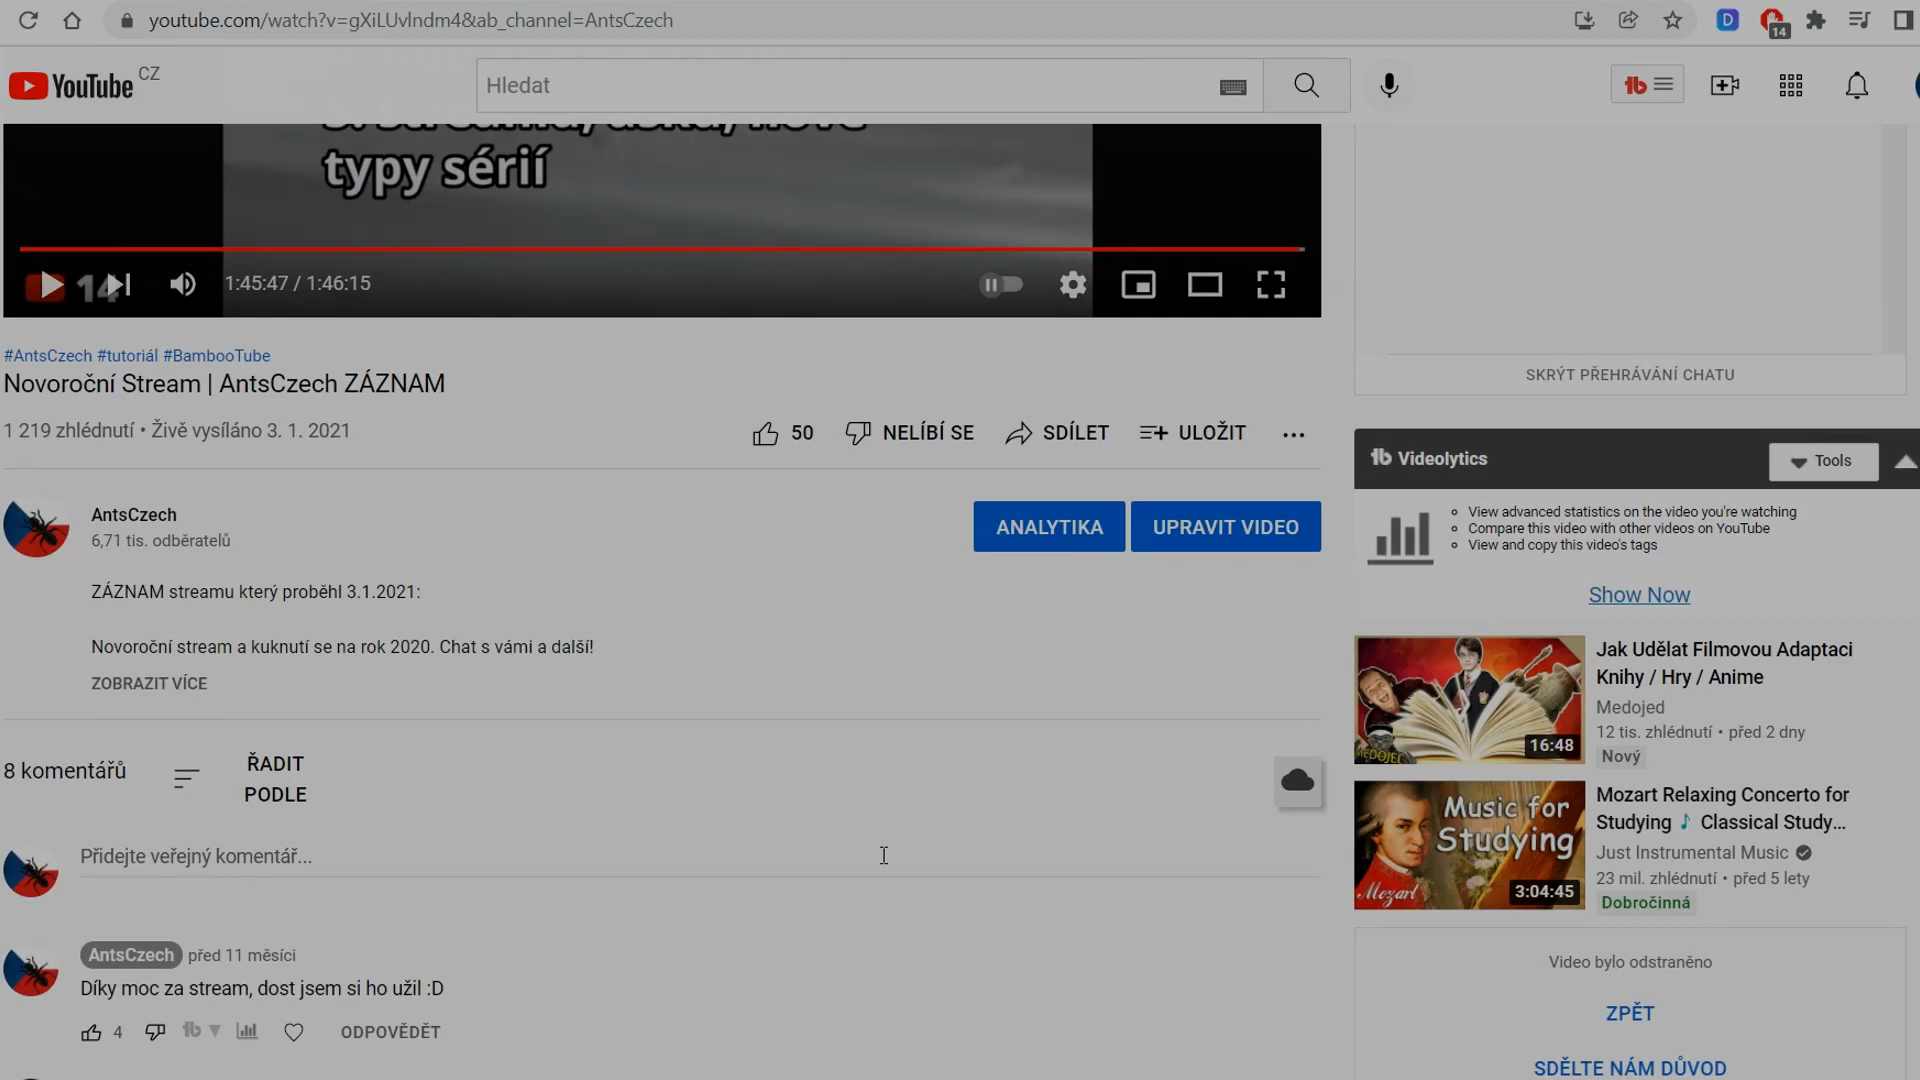 youtube.com/watch?v=gXiLUvlndm4&ab_channel=AntsCzech
D
14
YouTube CZ
Hledat
typy sérií
14
1:45:47 / 1:46:15
#AntsCzech #tutoriál #BambooTube
Novoroční Stream | AntsCzech ZÁZNAM
1 219 zhlédnutí • Živě vysíláno 3. 1. 2021
50
NELÍBÍ SE
SDÍLET
ULOŽIT
AntsCzech
6,71 tis. odběratelů
ANALYTIKA
UPRAVIT VIDEO
ZÁZNAM streamu který proběhl 3.1.2021:
Novoroční stream a kuknutí se na rok 2020. Chat s vámi a další!
ZOBRAZIT VÍCE
8 komentářů
ŘADIT
PODLE
Přidejte veřejný komentář...
AntsCzech před 11 měsíci
Díky moc za stream, dost jsem si ho užil :D
4
ODPOVĚDĚT
SKRÝT PŘEHRÁVÁNÍ CHATU
Videolytics
Tools
View advanced statistics on the video you're watching
Compare this video with other videos on YouTube
View and copy this video's tags
Show Now
MEDOJEL
16:48
Jak Udělat Filmovou Adaptaci
Knihy / Hry / Anime
Medojed
12 tis. zhlédnutí • před 2 dny
Nový
Music for
Studying
Mozart
3:04:45
Mozart Relaxing Concerto for
Studying ♪ Classical Study...
Just Instrumental Music
23 mil. zhlédnutí • před 5 lety
Dobročinná
Video bylo odstraněno
ZPĚT
SDĚLTE NÁM DŮVOD